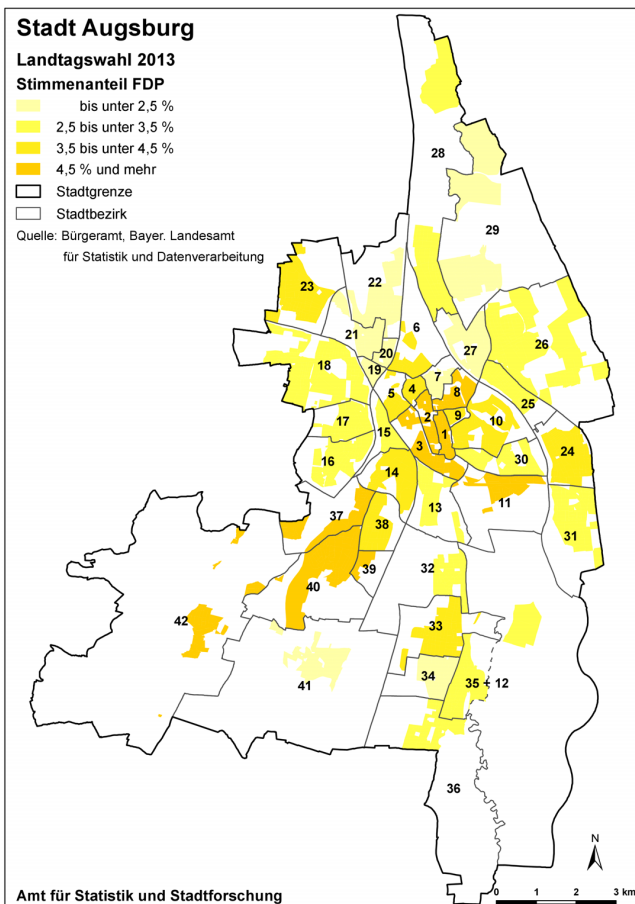 Stadt Augsburg
Landtagswahl 2013
Stimmenanteil FDP
bis unter 2,5 %
2,5 bis unter 3,5 %
3,5 bis unter 4,5 %
4,5 % und mehr
Stadtgrenze
Stadtbezirk
Quelle: Bürgeramt, Bayer. Landesamt
für Statistik und Datenverarbeitung
28
29
23
22
6
21
20
27
26
19
18
7
4
8
5
2
9
25
17
10
1
15
3
24
16
30
14
11
37
13
31
38
32
39
40
42
33
34
35 + 12
41
36
N
Amt für Statistik und Stadtforschung
0 1 2 3 km